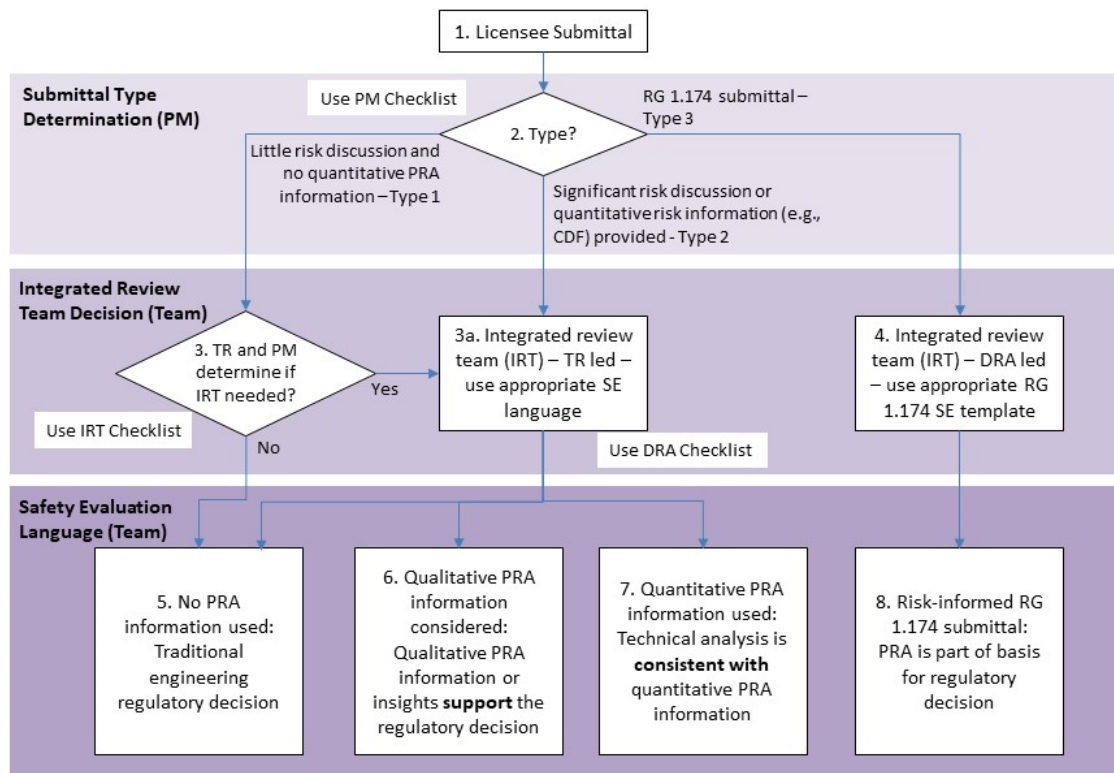 1. Licensee Submittal
Submittal Type
Determination (PM)
Use PM Checklist
RG 1.174 submittal –
Type 3
2. Type?
Little risk discussion and
no quantitative PRA
information – Type 1
Significant risk discussion or
quantitative risk information (e.g.,
CDF) provided - Type 2
Integrated Review
Team Decision (Team)
3. TR and PM
determine if
IRT needed?
Yes
3a. Integrated review
team (IRT) – TR led –
use appropriate SE
language
4. Integrated review
team (IRT) – DRA led
– use appropriate RG
1.174 SE template
Use IRT Checklist
No
Use DRA Checklist
Safety Evaluation
Language (Team)
5. No PRA
information used:
Traditional
engineering
regulatory decision
6. Qualitative PRA
information
considered:
Qualitative PRA
information or
insights support the
regulatory decision
7. Quantitative PRA
information used:
Technical analysis is
consistent with
quantitative PRA
information
8. Risk-informed RG
1.174 submittal:
PRA is part of basis
for regulatory
decision